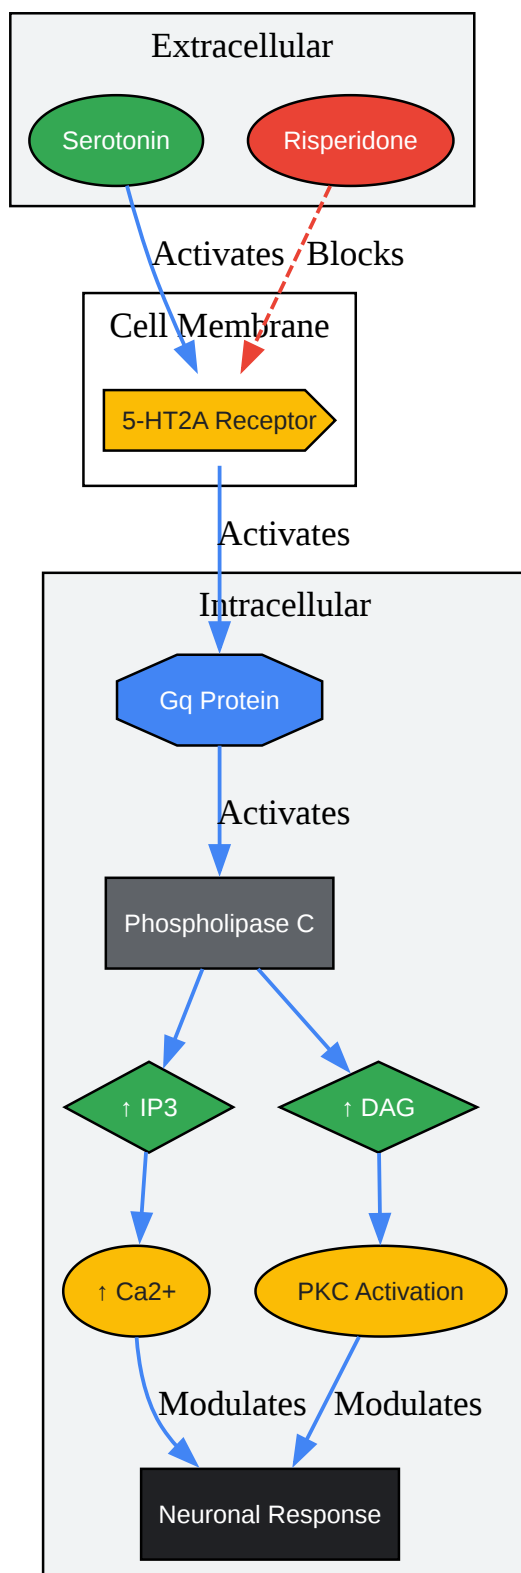 Extracellular
Serotonin
Risperidone
Activates
Blocks
Cell Membrane
5-HT2A Receptor
Activates
Intracellular
Gq Protein
Activates
Phospholipase C
↑ IP3
↑ DAG
↑ Ca2+
PKC Activation
Modulates
Modulates
Neuronal Response